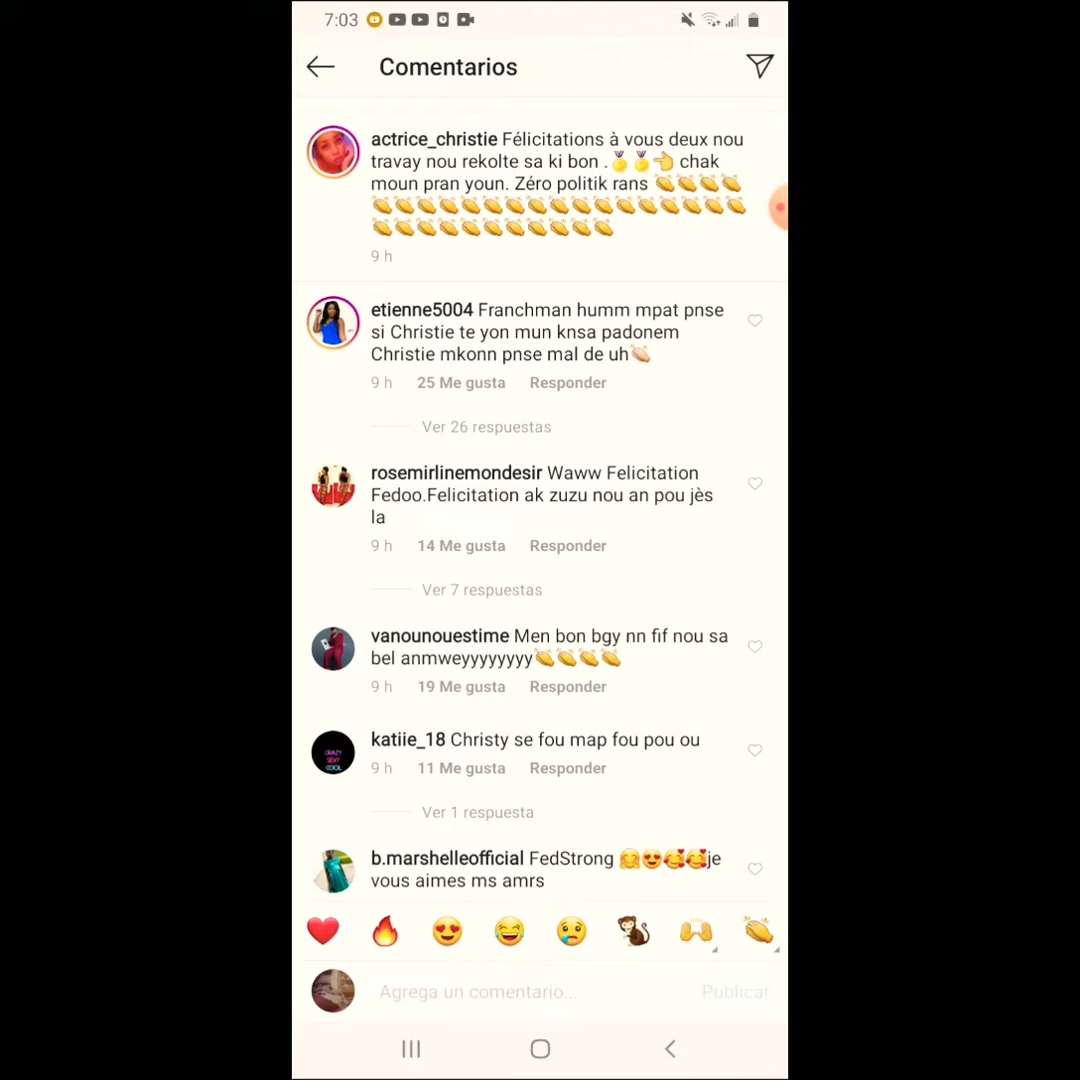 7:03
Comentarios
actrice_christie Félicitations à vous deux nou
travay nou rekolte sa ki bon .🏅🏅👈 chak
moun pran youn. Zéro politik rans 👏👏👏👏
👏👏👏👏👏👏👏👏👏👏👏👏👏👏👏👏👏
👏👏👏👏👏👏👏👏👏👏👏
9 h
etienne5004 Franchman humm mpat pnse
si Christie te yon mun knsa padonem
Christie mkonn pnse mal de uh👏🏻
9 h 25 Me gusta Responder
Ver 26 respuestas
rosemirlinemondesir Waww Felicitation
Fedoo.Felicitation ak zuzu nou an pou jès
la
9 h 14 Me gusta Responder
Ver 7 respuestas
vanounouestime Men bon bgy nn fif nou sa
bel anmweyyyyyyyy👏👏👏👏
9 h 19 Me gusta Responder
katiie_18 Christy se fou map fou pou ou
CRAZY
SEXY
COOL
9 h 11 Me gusta Responder
Ver 1 respuesta
b.marshelleofficial FedStrong 🤗😍🥰🥰je
vous aimes ms amrs
❤️🔥😍😂😢🐒🙌👏
Agrega un comentario... Publicar